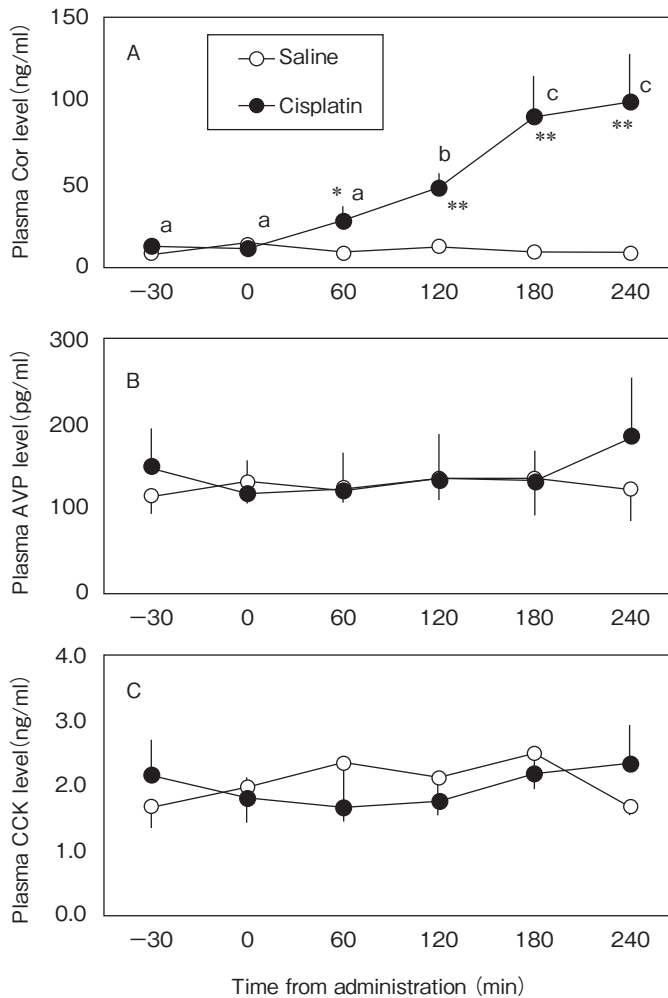 150
100
50
0
Plasma Cor level(ng/ml)
A
Saline
Cisplatin
a
a
*
a
b
**
c
**
c
**
−30
0
60
120
180
240
300
200
100
0
Plasma AVP level(pg/ml)
B
−30
0
60
120
180
240
4.0
3.0
2.0
1.0
0.0
Plasma CCK level(ng/ml)
C
−30
0
60
120
180
240
Time from administration (min)